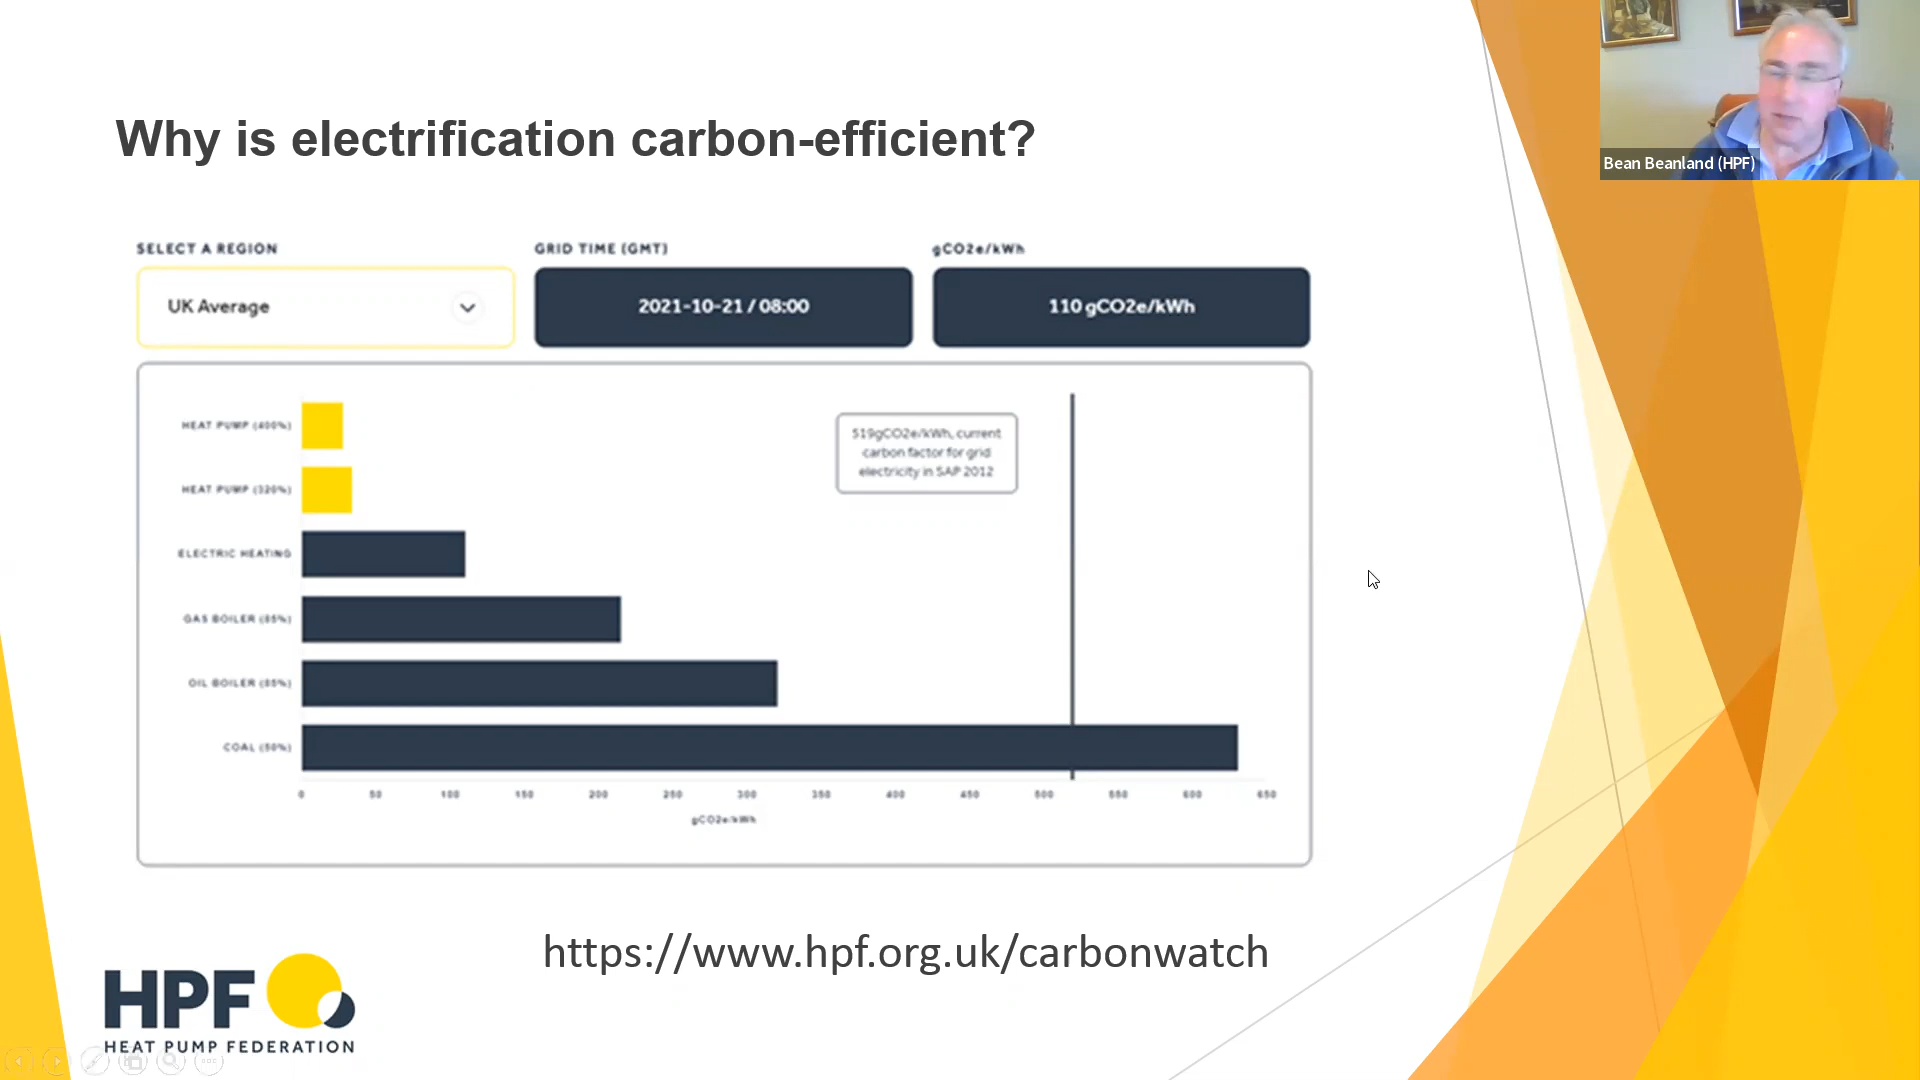 Why is electrification carbon-efficient?
Bean Beanland (HPF)
SELECT A REGION
GRID TIME (GMT)
gCO2e/kWh
UK Average
2021-10-21 / 08:00
110 gCO2e/kWh
519gCO2e/kWh, current
carbon factor for grid
electricity in SAP 2012
HEAT PUMP (400%)
HEAT PUMP (320%)
ELECTRIC HEATING
GAS BOILER (85%)
OIL BOILER (85%)
COAL (50%)
0 50 100 150 200 250 300 350 400 450 500 550 600 650
gCO2e/kWh
https://www.hpf.org.uk/carbonwatch
HPF
HEAT PUMP FEDERATION